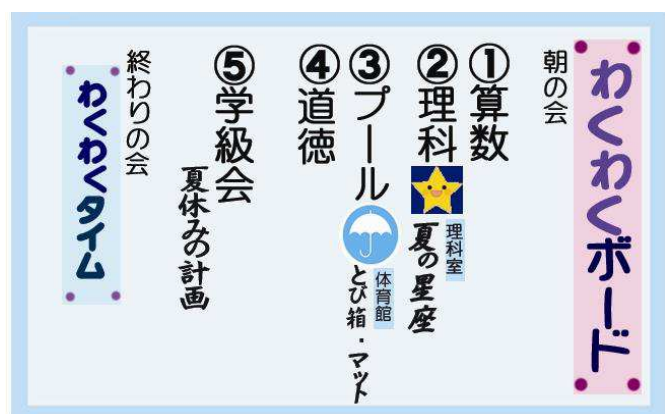 わくわくボード
朝の会
①算数
②理科
理科室
夏の星座
③プール
体育館
とび箱・マット
④道徳
⑤学級会
夏休みの計画
終わりの会
わくわくタイム